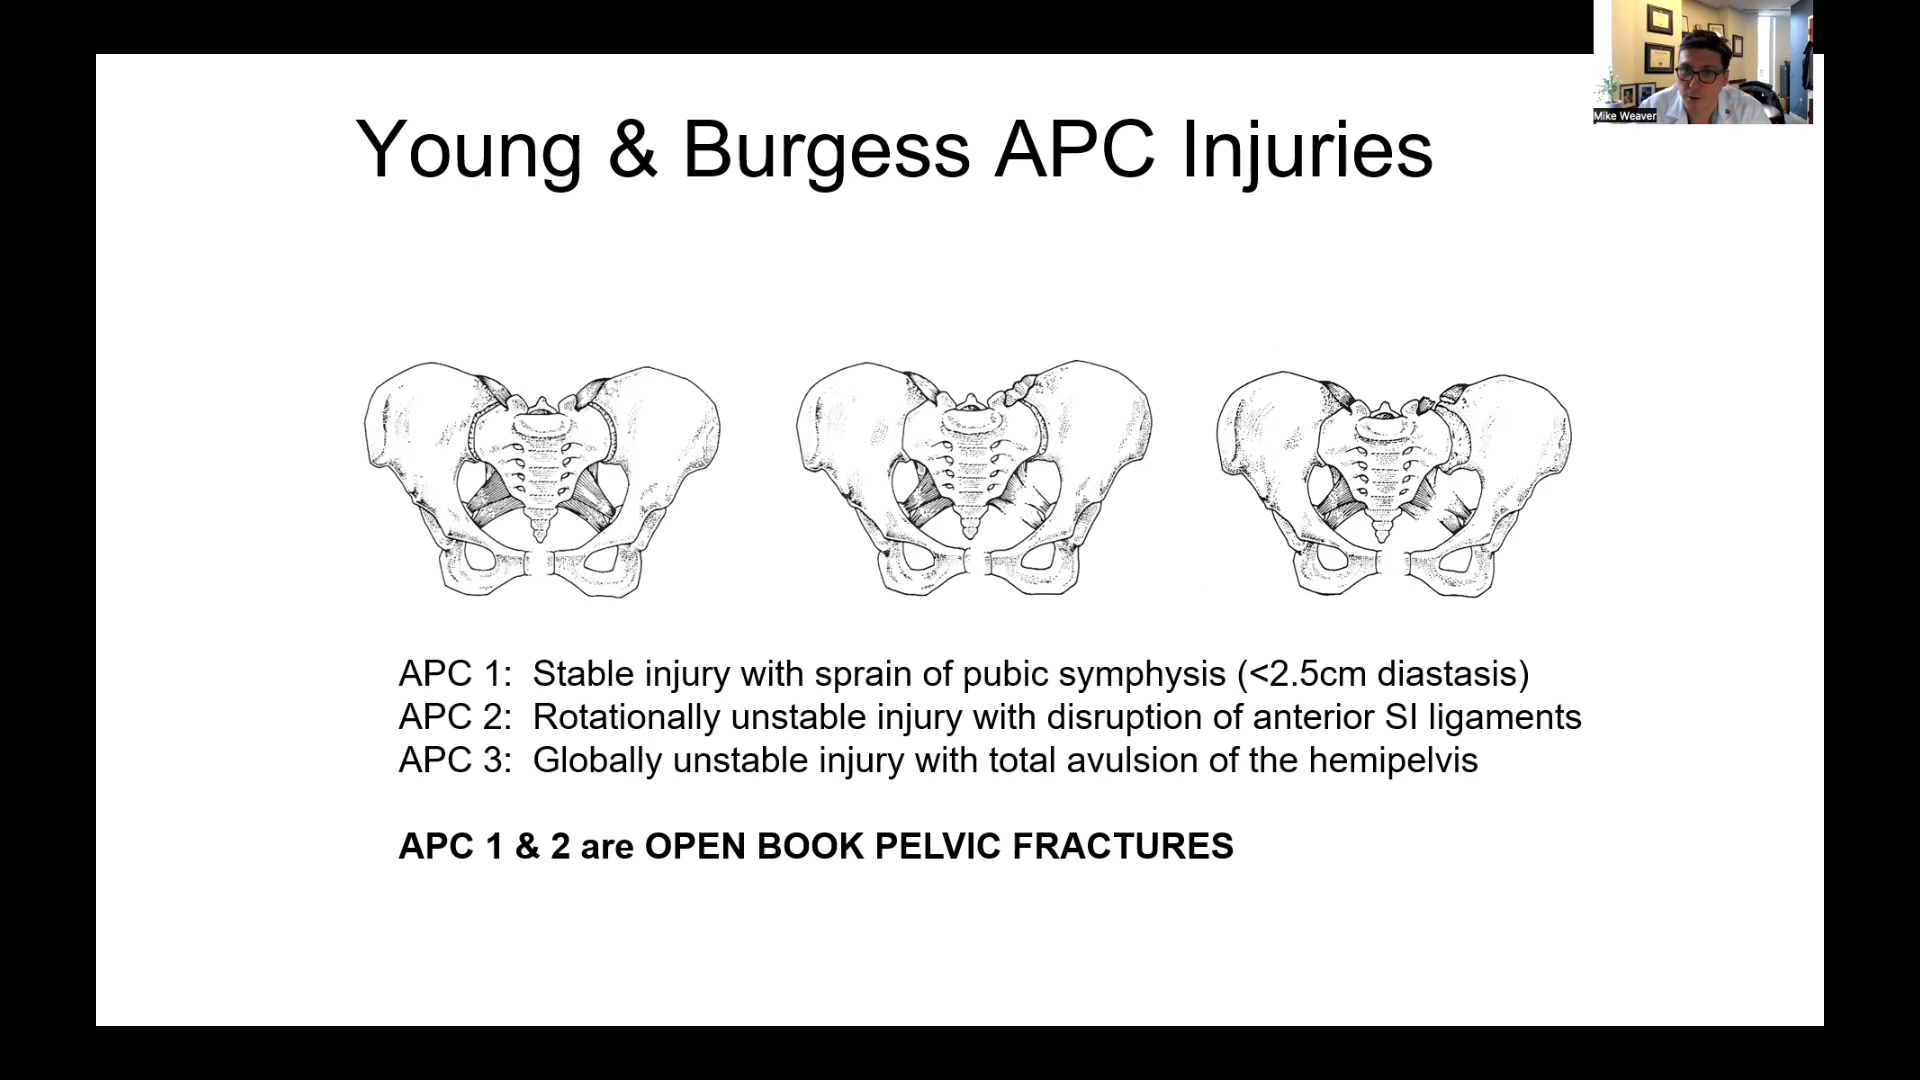 Mike Weaver
Young & Burgess APC Injuries
APC 1: Stable injury with sprain of pubic symphysis (<2.5cm diastasis)
APC 2: Rotationally unstable injury with disruption of anterior SI ligaments
APC 3: Globally unstable injury with total avulsion of the hemipelvis
APC 1 & 2 are OPEN BOOK PELVIC FRACTURES